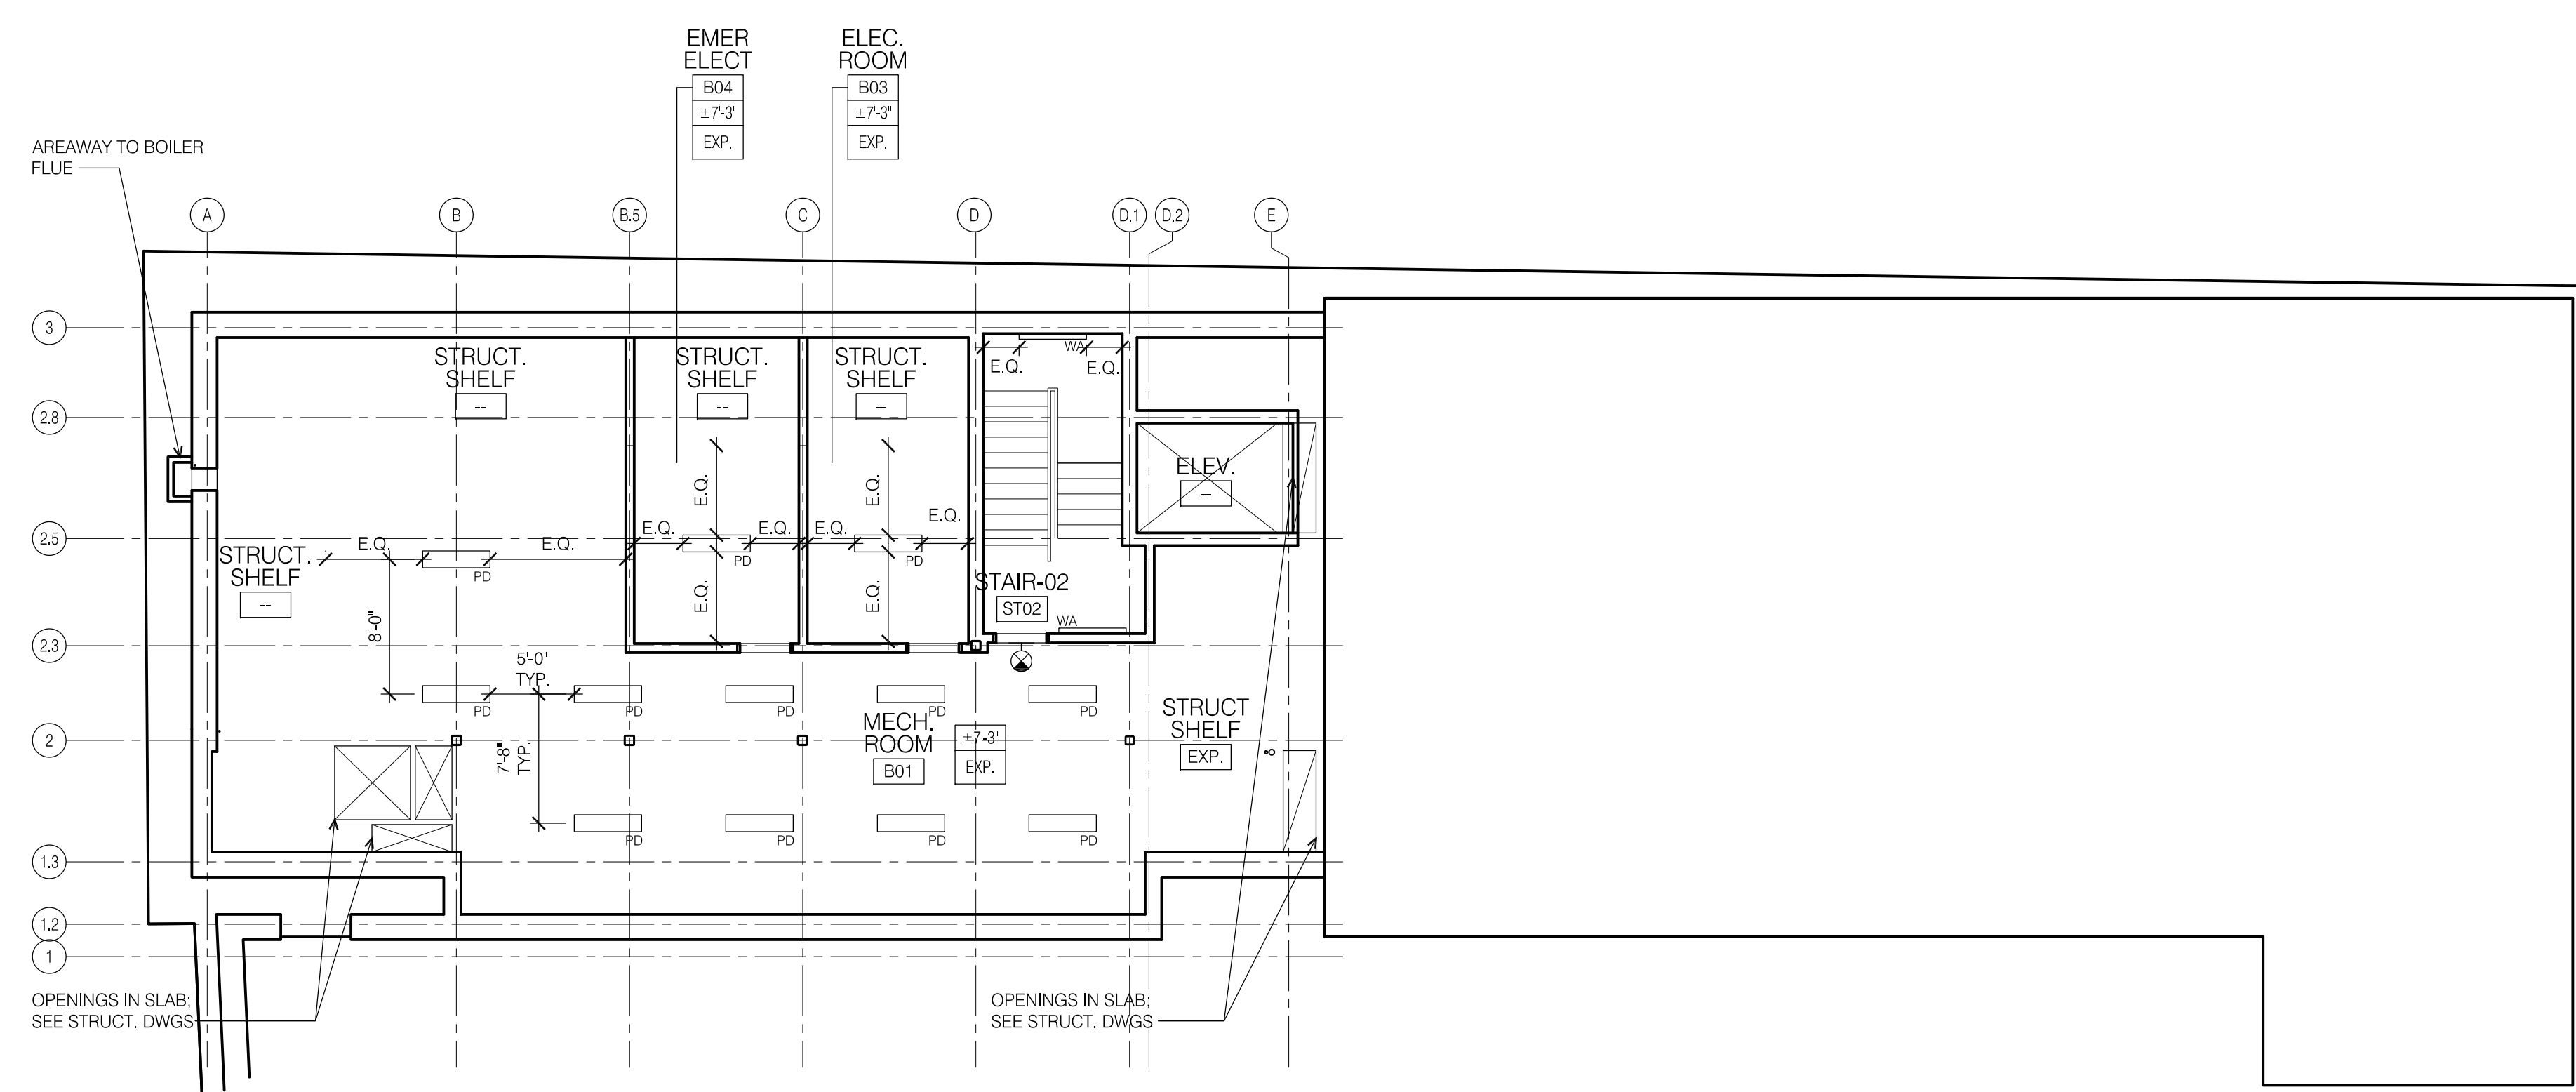 EMER
ELECT
B04
±7'-3"
EXP.
ELEC.
ROOM
B03
±7'-3"
EXP.
AREAWAY TO BOILER
FLUE
A
B
B.5
C
D
D.1
D.2
E
3
2.8
2.5
2.3
2
1.3
1.2
1
STRUCT.
SHELF
--
STRUCT.
SHELF
--
STRUCT.
SHELF
--
WA
E.Q.
E.Q.
ELEV.
--
E.Q.
E.Q.
E.Q.
E.Q.
E.Q.
E.Q.
PD
PD
E.Q.
E.Q.
STRUCT.
SHELF
--
E.Q.
E.Q.
PD
8'-0"
STAIR-02
ST02
WA
5'-0"
TYP.
PD
PD
PD
PD
PD
7'-8"
TYP.
MECH.
ROOM
B01
±7'-3"
EXP.
STRUCT
SHELF
EXP.
PD
PD
PD
PD
OPENINGS IN SLAB;
SEE STRUCT. DWGS
OPENINGS IN SLAB;
SEE STRUCT. DWGS